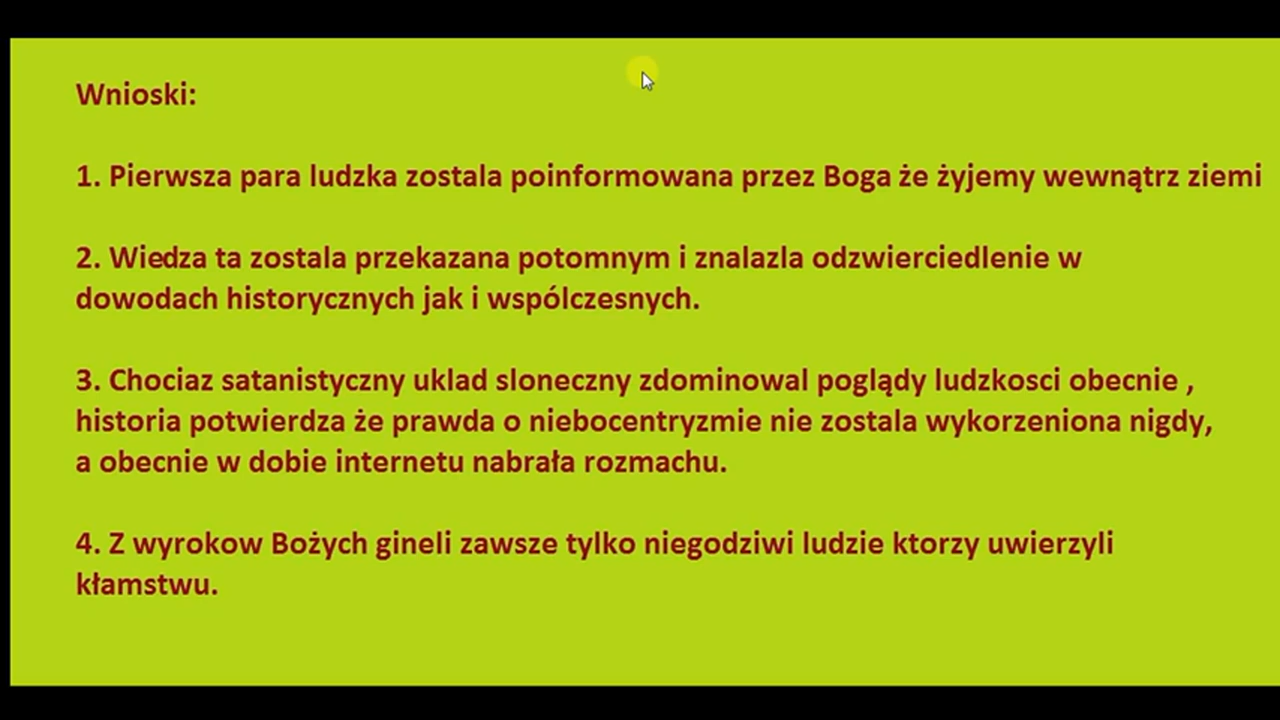 Wnioski:
1. Pierwsza para ludzka zostala poinformowana przez Boga że żyjemy wewnątrz ziemi
2. Wiedza ta zostala przekazana potomnym i znalazla odzwierciedlenie w
dowodach historycznych jak i wspólczesnych.
3. Chociaz satanistyczny uklad sloneczny zdominowal poglądy ludzkosci obecnie ,
historia potwierdza że prawda o niebocentryzmie nie zostala wykorzeniona nigdy,
a obecnie w dobie internetu nabrała rozmachu.
4. Z wyrokow Bożych gineli zawsze tylko niegodziwi ludzie ktorzy uwierzyli
kłamstwu.